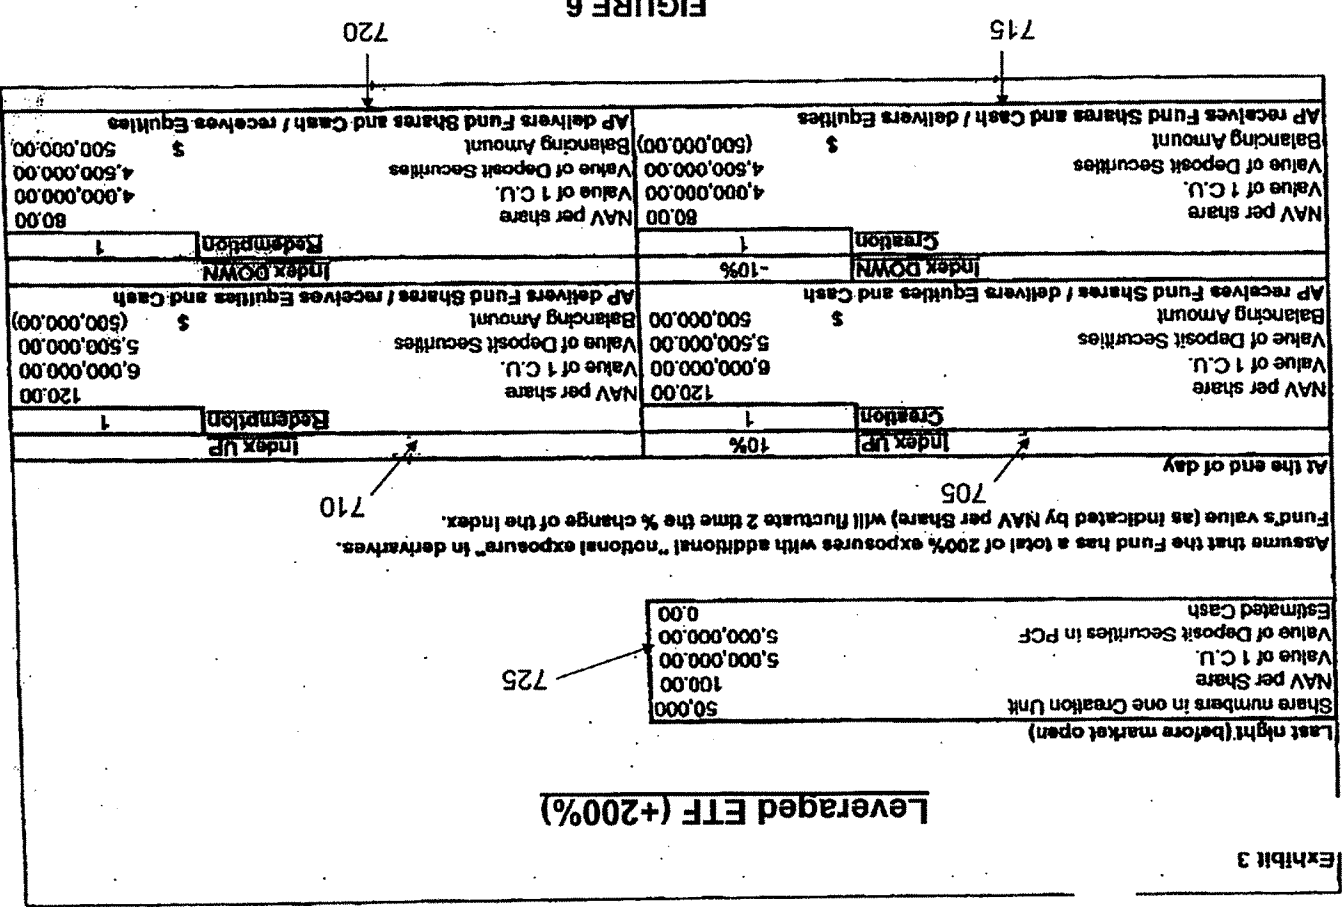 Exhibit 3
Leveraged ETF (+200%)
Last night (before market open)
Share numbers in one Creation Unit 50,000
NAV per Share 100.00
Value of 1 C.U. 5,000,000.00
Value of Deposit Securities in PCF 5,000,000.00
Estimated Cash 0.00
725
Assume that the Fund has a total of 200% exposures with additional "notional exposure" in derivarives.
Fund's value (as indicated by NAV per Share) will fluctuate 2 time the % change of the Index.
705
710
At the end of day
Index UP 10% Index UP
Creation 1 Redemption 1
NAV per share 120.00 NAV per share 120.00
Value of 1 C.U. 6,000,000.00 Value of 1 C.U. 6,000,000.00
Value of Deposit Securities 5,500,000.00 Value of Deposit Securities 5,500,000.00
Balancing Amount $ 500,000.00 Balancing Amount $ (500,000.00)
AP receives Fund Shares / delivers Equities and Cash AP delivers Fund Shares / receives Equities and Cash
Index DOWN -10% Index DOWN
Creation 1 Redemption 1
NAV per share 80.00 NAV per share 80.00
Value of 1 C.U. 4,000,000.00 Value of 1 C.U. 4,000,000.00
Value of Deposit Securities 4,500,000.00 Value of Deposit Securities 4,500,000.00
Balancing Amount $ (500,000.00) Balancing Amount $ 500,000.00
AP receives Fund Shares and Cash / delivers Equities AP delivers Fund Shares and Cash / receives Equities
715
720
FIGURE 6